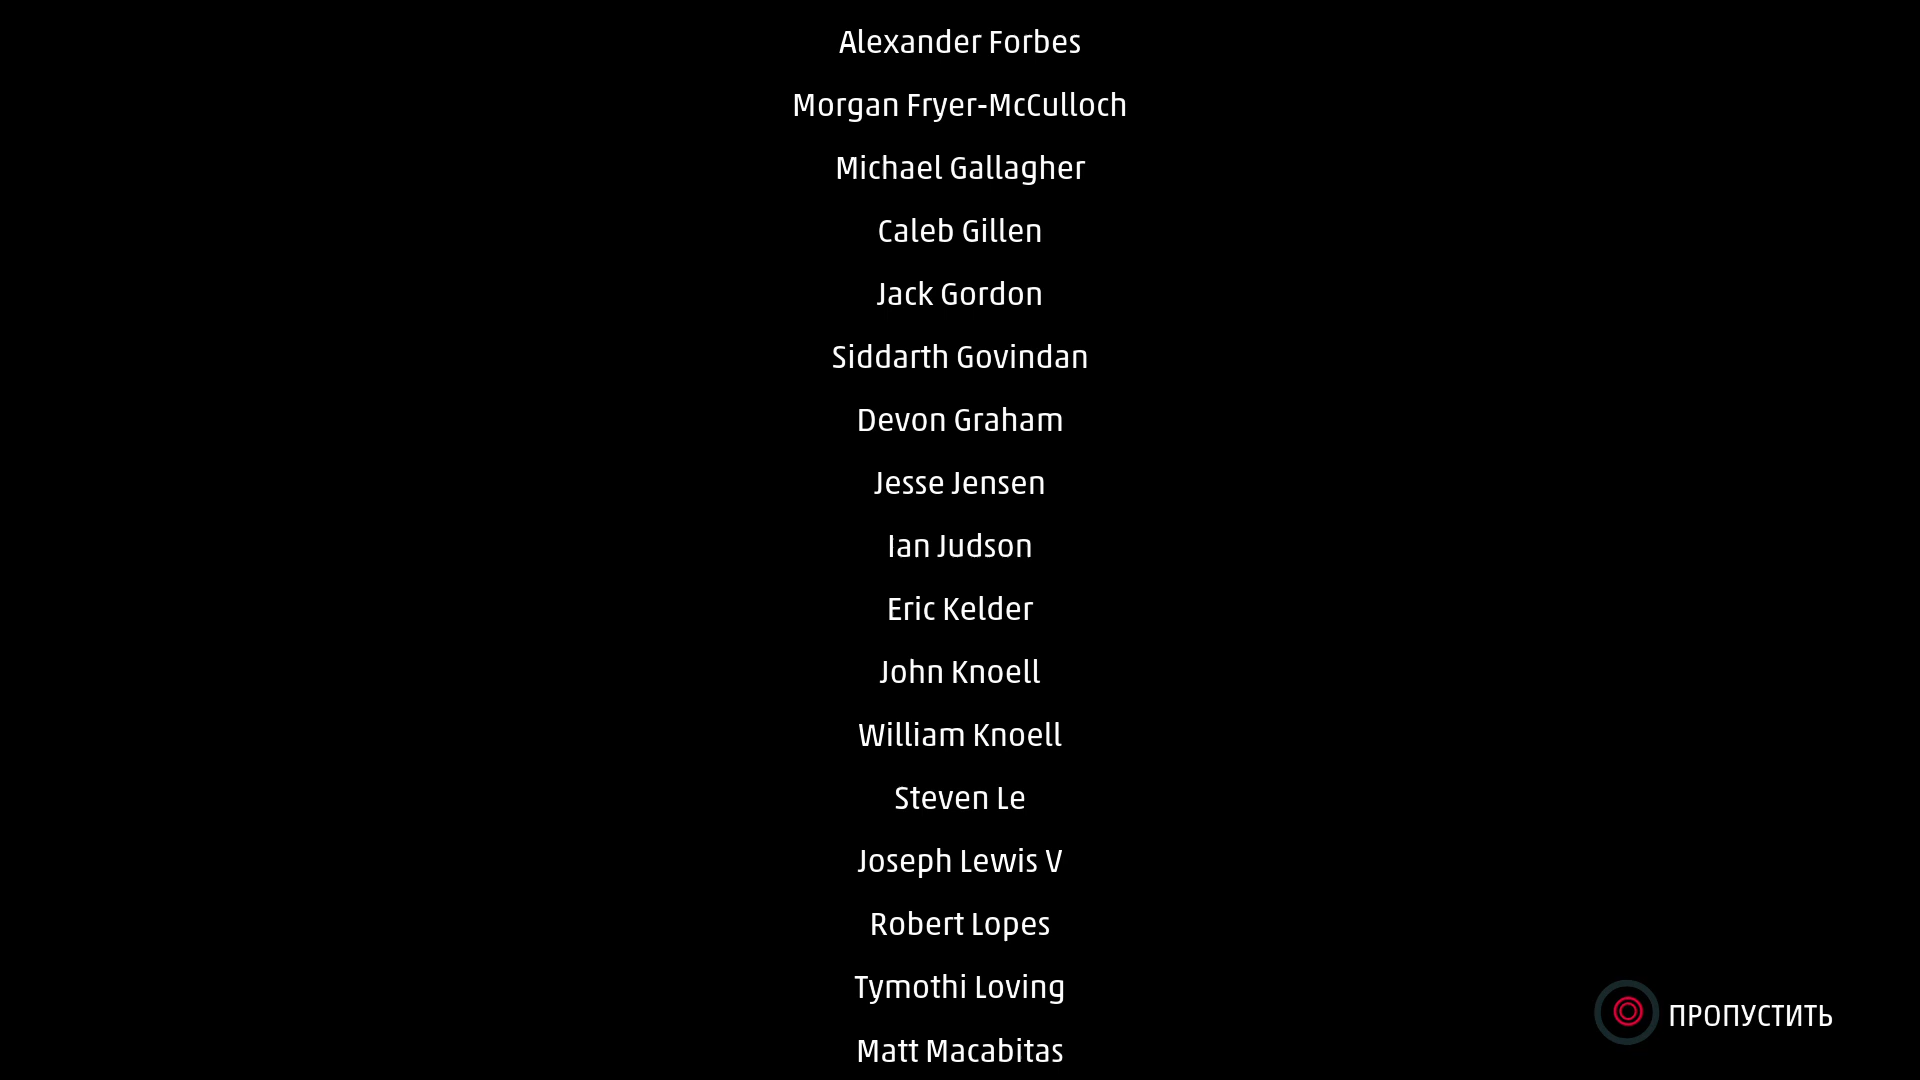 Alexander Forbes
Morgan Fryer-McCulloch
Michael Gallagher
Caleb Gillen
Jack Gordon
Siddarth Govindan
Devon Graham
Jesse Jensen
Ian Judson
Eric Kelder
John Knoell
William Knoell
Steven Le
Joseph Lewis V
Robert Lopes
Tymothi Loving
ПРОПУСТИТЬ
Matt Macabitas